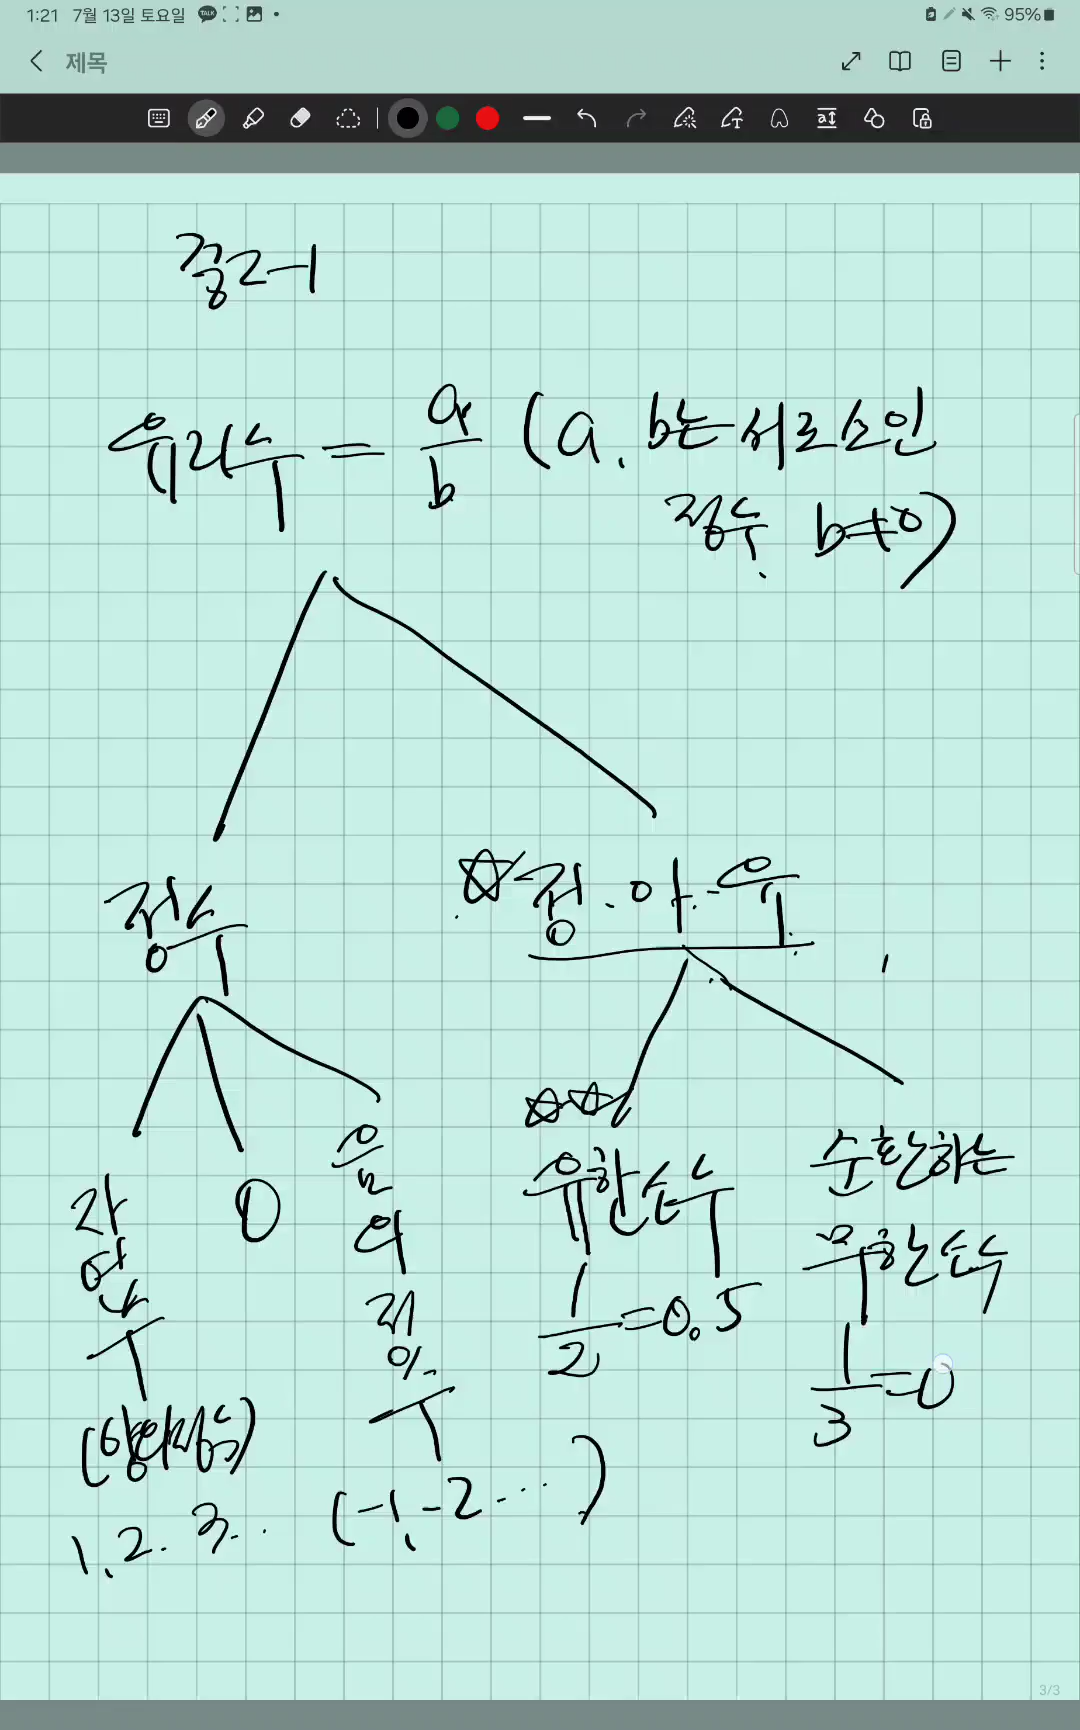 1:21 7월 13일 토요일
95%
제목
중2-1
유리수 = a/b (a, b는 서로소인
정수, b≠0)
정수
☆정.아.유.
☆☆
자연수
0
음의정수
유한소수
순환하는
무한소수
1/2=0.5
1/3=0
(양의정수)
1, 2. 3...
(-1, -2 ... )
3/3